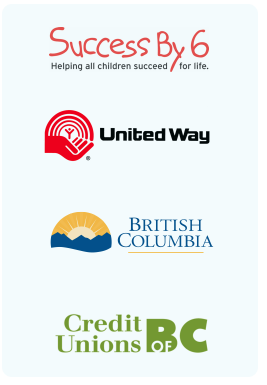 Success By 6
Helping all children succeed for life.
United Way
®
BRITISH
COLUMBIA
Credit
Unions OF BC